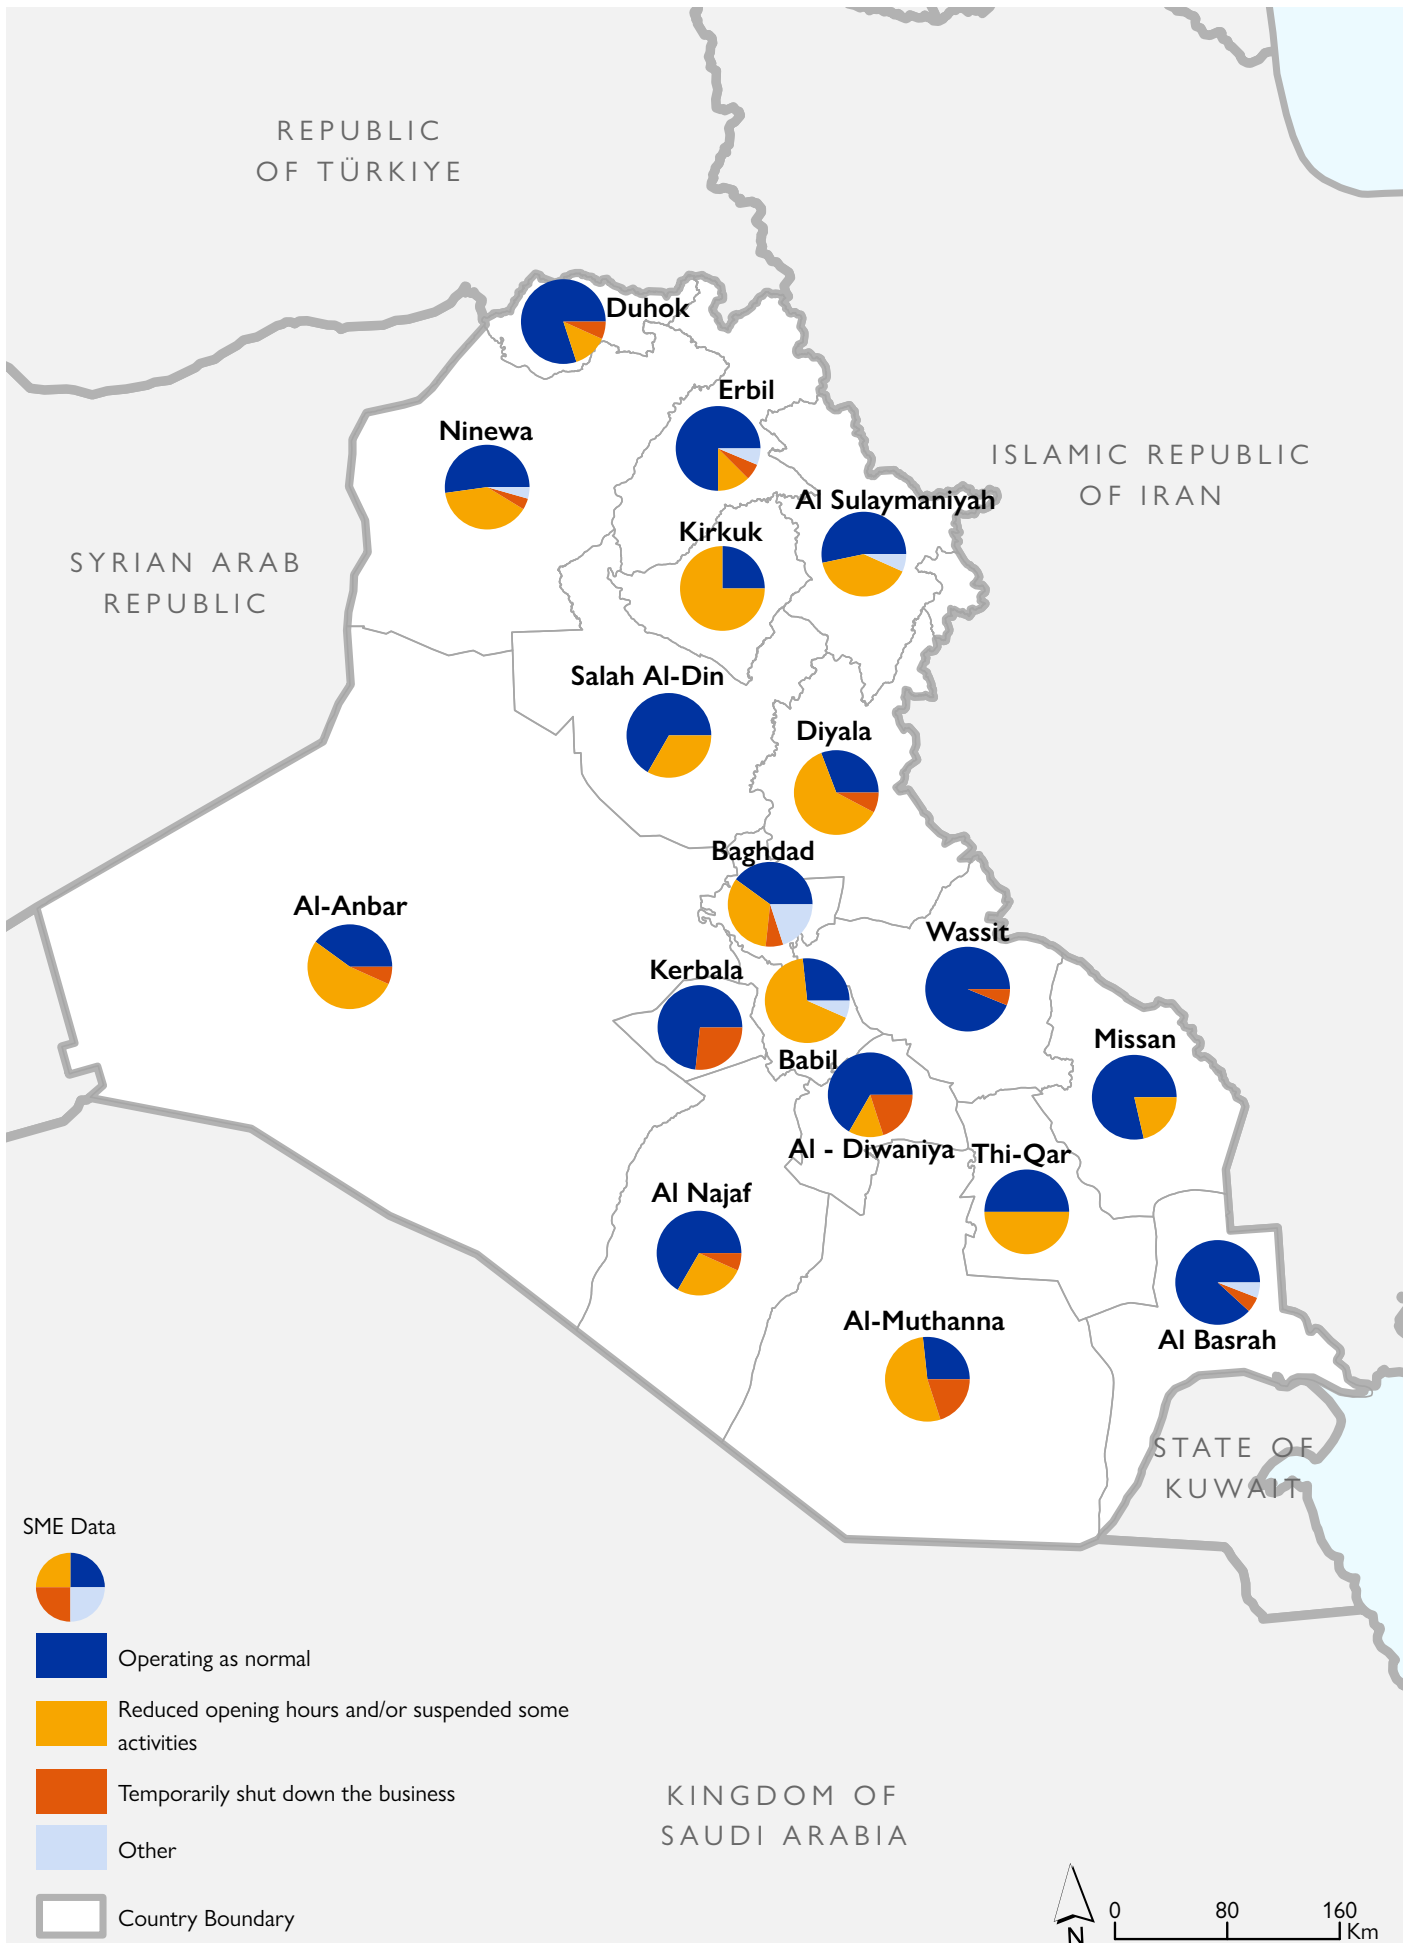 REPUBLIC
OF TÜRKIYE
Duhok
Erbil
Ninewa
ISLAMIC REPUBLIC
OF IRAN
Al Sulaymaniyah
Kirkuk
SYRIAN ARAB
REPUBLIC
Salah Al-Din
Diyala
Baghdad
Al-Anbar
Wassit
Kerbala
Missan
Babil
Al - Diwaniya
Thi-Qar
Al Najaf
Al-Muthanna
Al Basrah
STATE OF
KUWAIT
SME Data
Operating as normal
Reduced opening hours and/or suspended some
activities
Temporarily shut down the business
Other
Country Boundary
KINGDOM OF
SAUDI ARABIA
N
0 80 160
Km